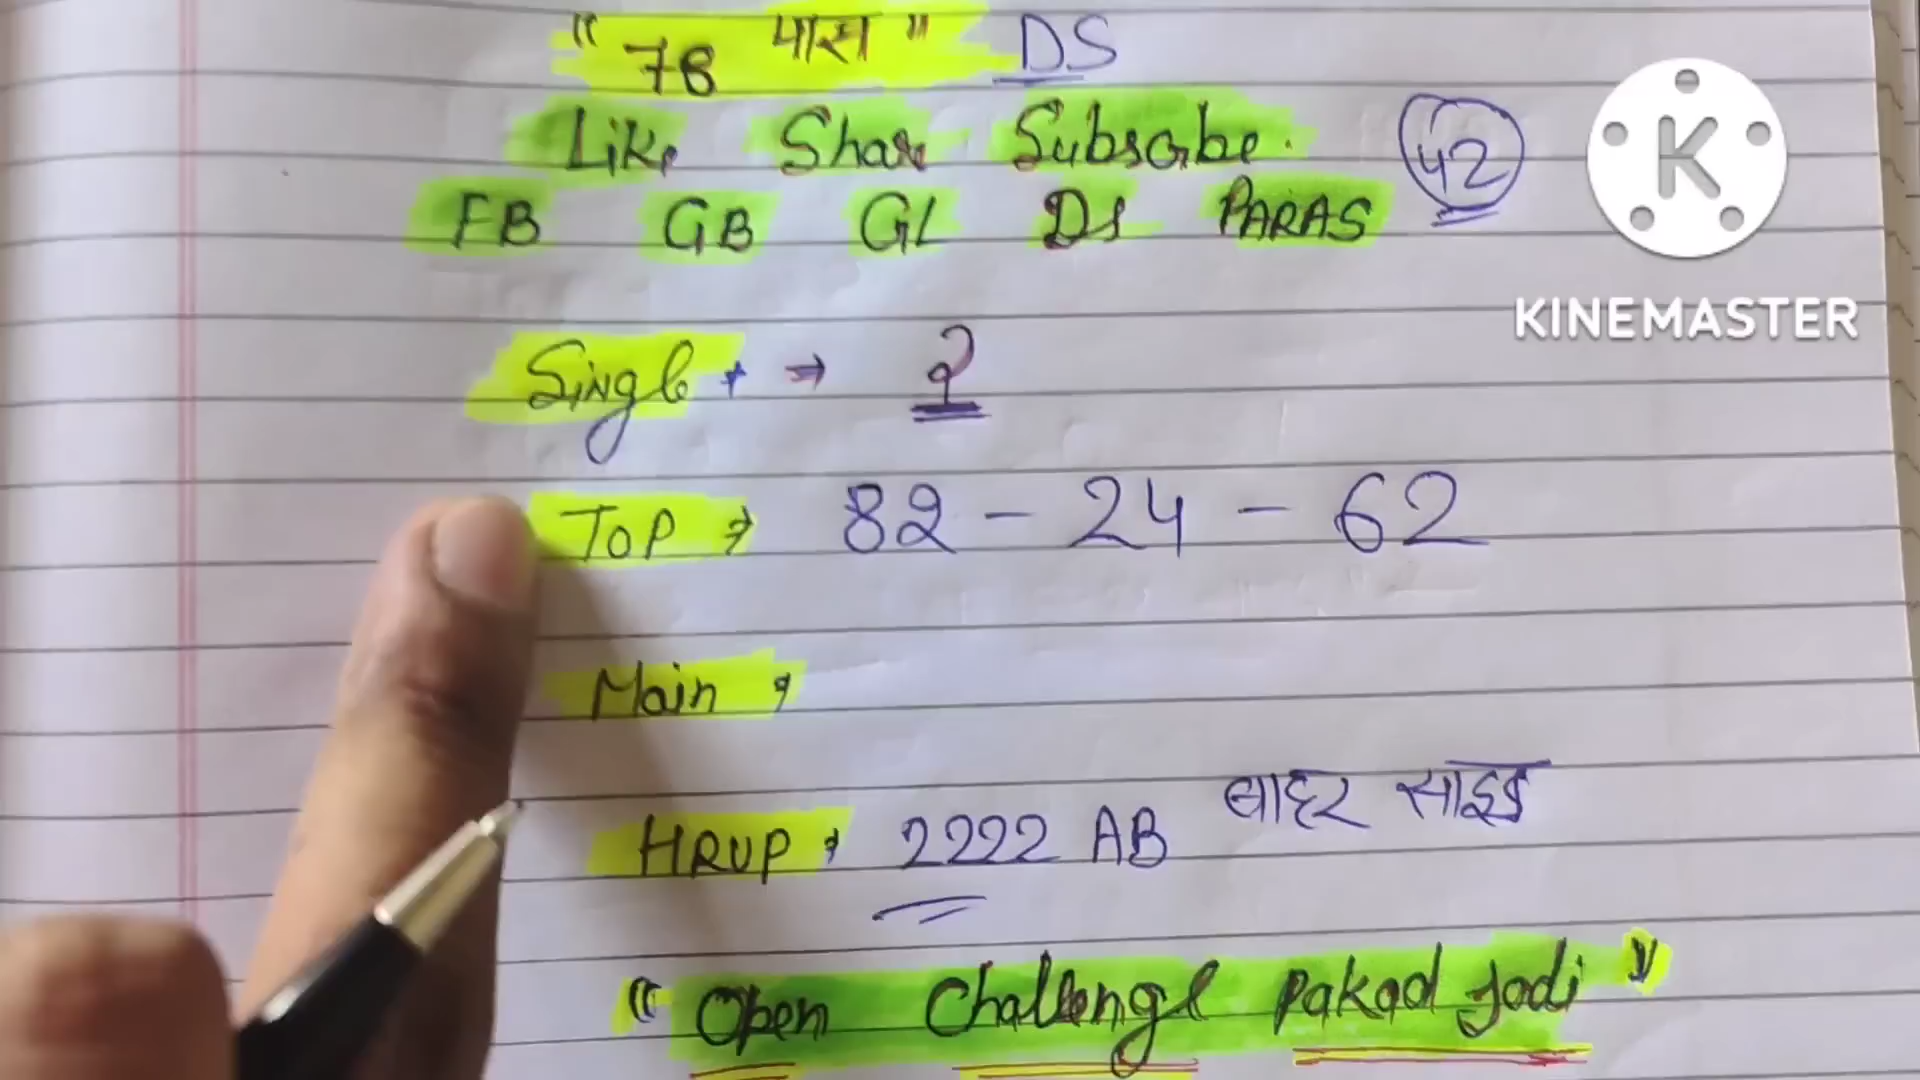 " 78 पास " DS
Like Share Subscribe. 42
FB GB GL DS PARAS
KINEMASTER
Single → 2
TOP → 82 - 24 - 62
Main
HRUP 2222 AB बाहर साइड
" Open Challenge Pakad Jodi "